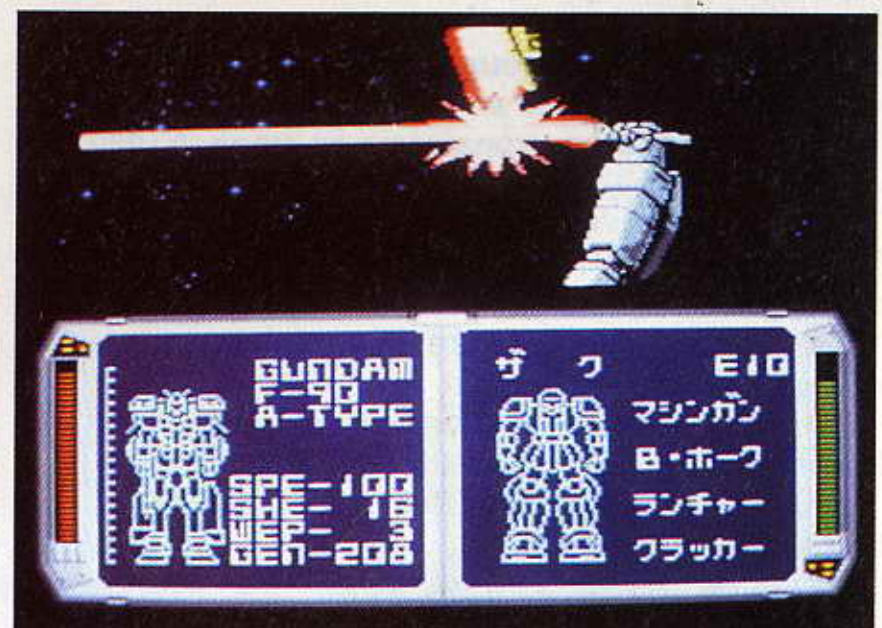 GUNDAM
F-90
A-TYPE
SPE-100
SHE- 16
WEP- 3
GEN-208
ザク E10
マシンガン
B・ホーク
ランチャー
クラッカー